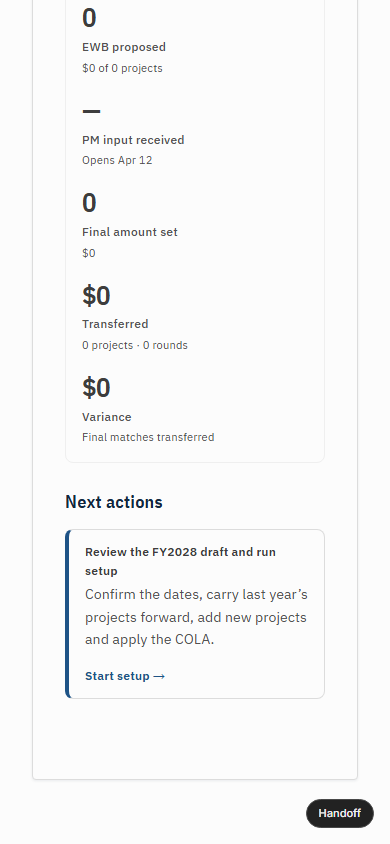 0
EWB proposed
$0 of 0 projects
—
PM input received
Opens Apr 12
0
Final amount set
$0
$0
Transferred
0 projects · 0 rounds
$0
Variance
Final matches transferred
Next actions
Review the FY2028 draft and run
setup
Confirm the dates, carry last year’s
projects forward, add new projects
and apply the COLA.
Start setup →
Handoff